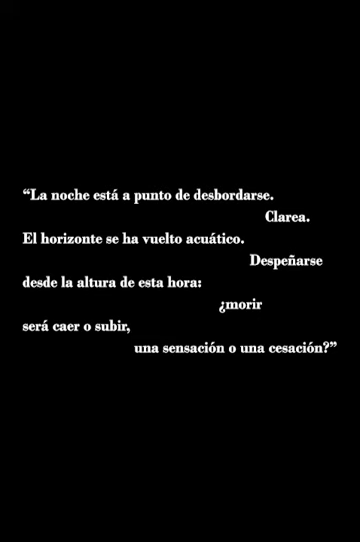 “La noche está a punto de desbordarse.
Clarea.
El horizonte se ha vuelto acuático.
Despeñarse
desde la altura de esta hora:
¿morir
será caer o subir,
una sensación o una cesación?”